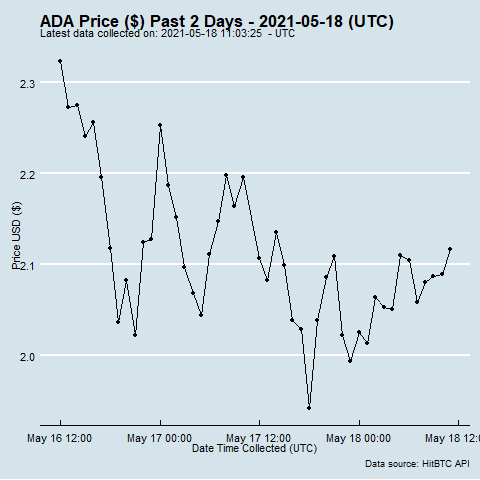 ADA Price ($) Past 2 Days - 2021-05-18 (UTC)
Latest data collected on: 2021-05-18 11:03:25 - UTC
2.3
2.2
2.1
2.0
Price USD ($)
May 16 12:00 May 17 00:00 May 17 12:00 May 18 00:00 May 18 12:0
Date Time Collected (UTC)
Data source: HitBTC API